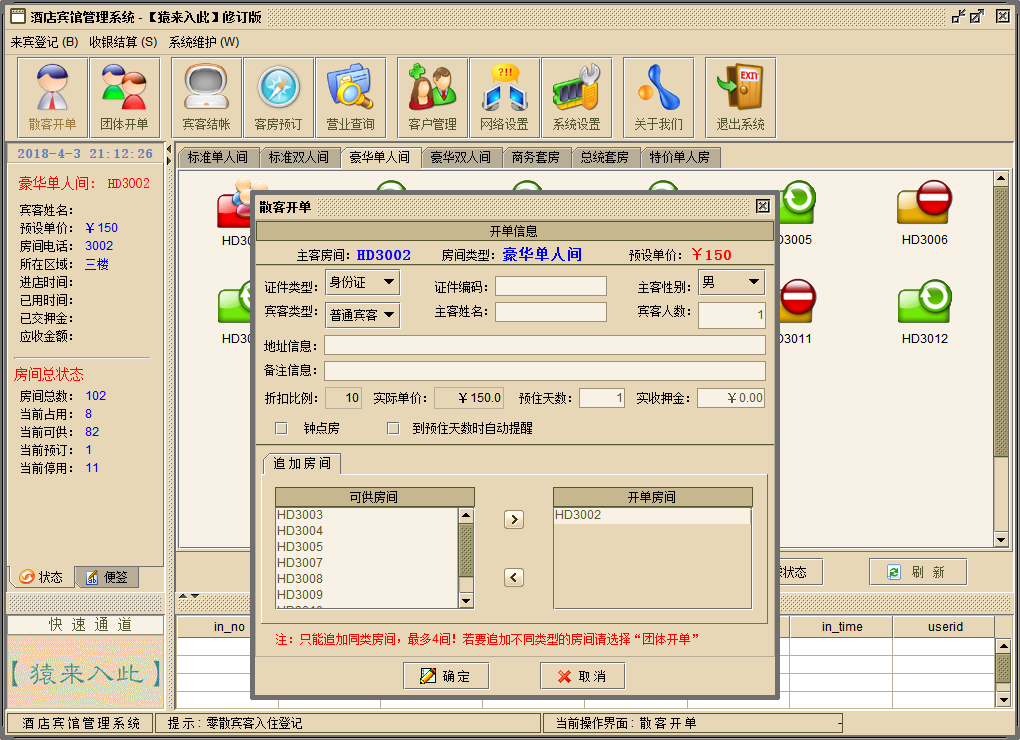 酒店宾馆管理系统 - 【猿来入此】修订版
来宾登记 (B) 收银结算 (S) 系统维护 (W)
?!!
EXIT
散客开单 团体开单 宾客结帐 客房预订 营业查询 客户管理 网络设置 系统设置 关于我们 退出系统
2018-4-3 21:12:26
豪华单人间: HD3002
宾客姓名:
预设单价: ￥150
房间电话: 3002
所在区域: 三楼
进店时间:
已用时间:
已交押金:
应收金额:
房间总状态
房间总数: 102
当前占用: 8
当前可供: 82
当前预订: 1
当前停用: 11
状态 便签
快 速 通 道
【猿来入此】
标准单人间 标准双人间 豪华单人间 豪华双人间 商务套房 总统套房 特价单人房
HD3006
HD3012
散客开单
开单信息
主客房间: HD3002 房间类型: 豪华单人间 预设单价: ￥150
证件类型: 身份证 证件编码: 主客性别: 男
宾客类型: 普通宾客 主客姓名: 宾客人数: 1
地址信息:
备注信息:
折扣比例: 10 实际单价: ￥150.0 预住天数: 1 实收押金: ￥0.00
钟点房 到预住天数时自动提醒
追加房间
可供房间
HD3003
HD3004
HD3005
HD3007
HD3008
HD3009
>
<
开单房间
HD3002
注：只能追加同类房间，最多4间！若要追加不同类型的房间请选择“团体开单”
确定 取消
状态 刷 新
in_no in_time userid
酒店宾馆管理系统 提示 : 零散宾客入住登记 当前操作界面 : 散客开单 -